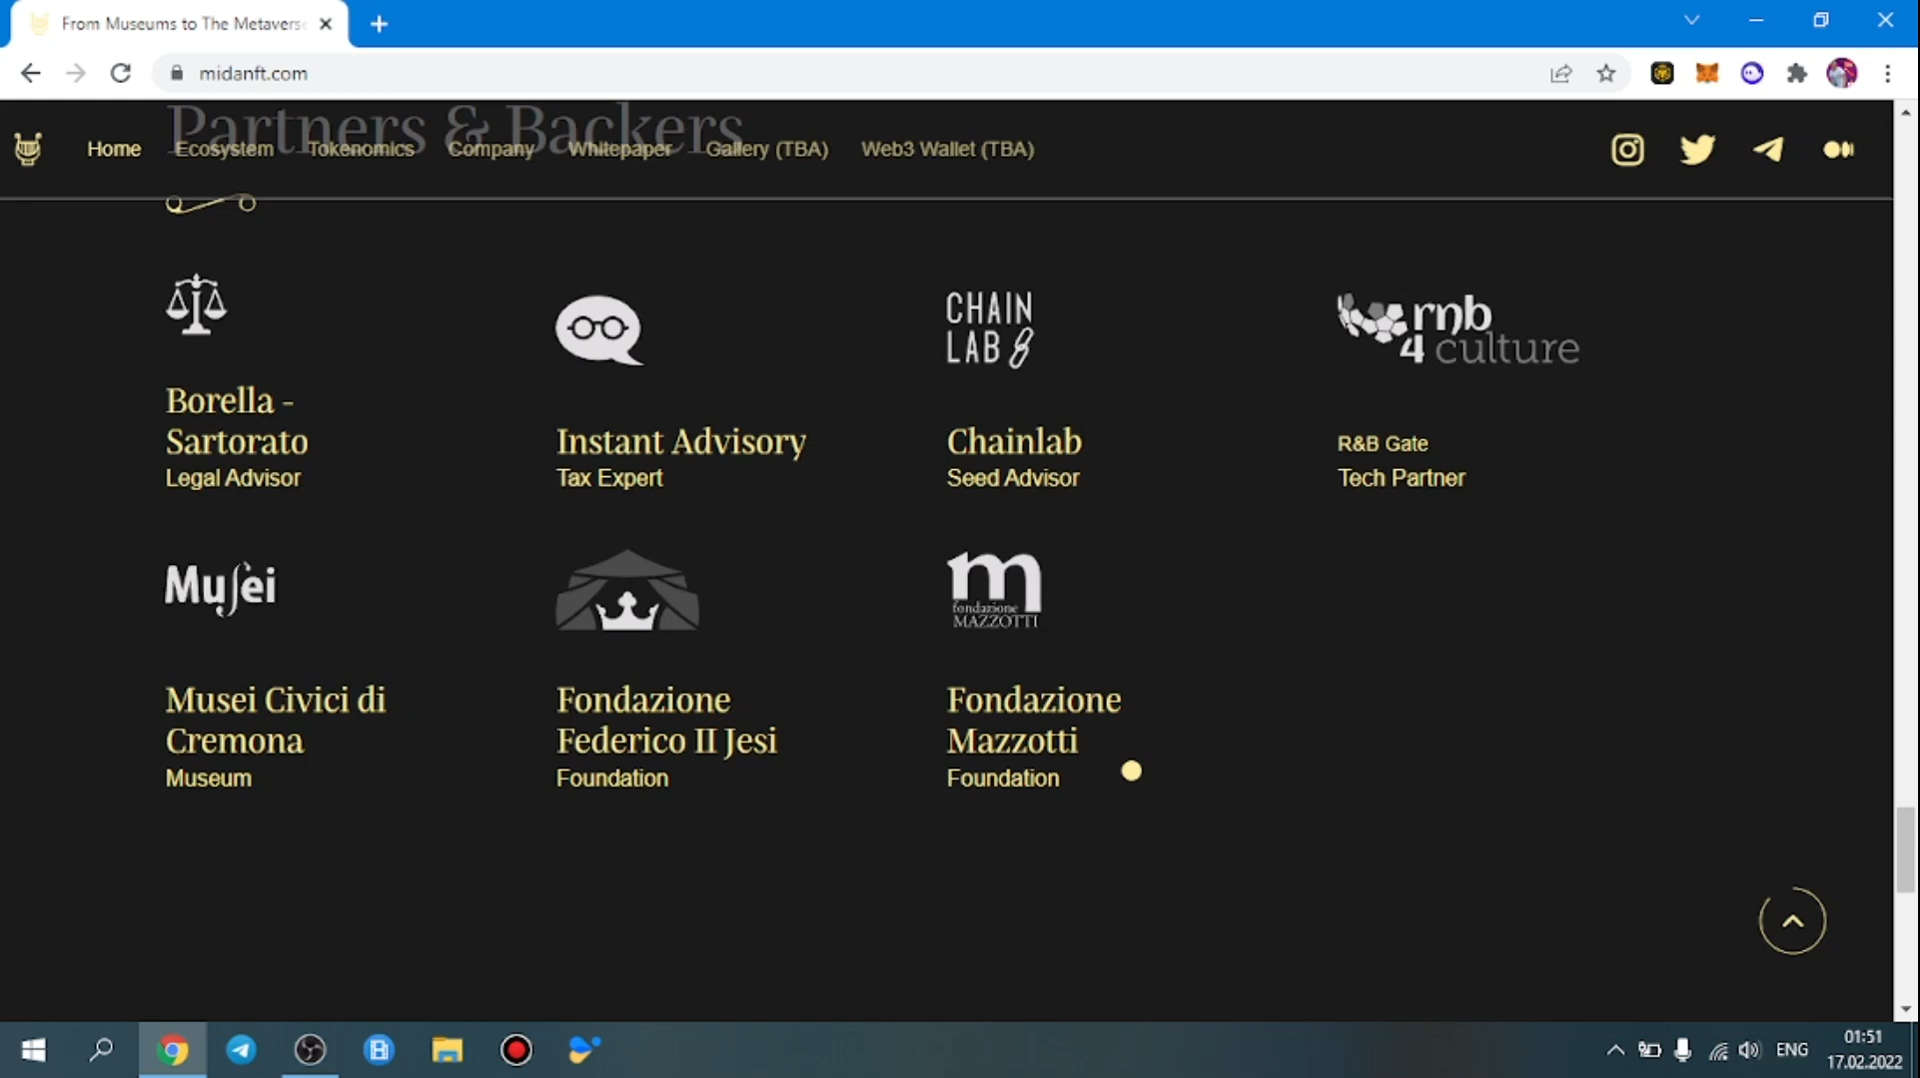 From Museums to The Metaverse
midanft.com
Partners & Backers
Home
Ecosystem
Tokenomics
Company
Whitepaper
Gallery (TBA)
Web3 Wallet (TBA)
CHAIN
LAB
rnb
4 culture
Borella -
Sartorato
Legal Advisor
Instant Advisory
Tax Expert
Chainlab
Seed Advisor
R&B Gate
Tech Partner
Musei
fondazione
MAZZOTTI
Musei Civici di
Cremona
Museum
Fondazione
Federico II Jesi
Foundation
Fondazione
Mazzotti
Foundation
ENG
01:51
17.02.2022